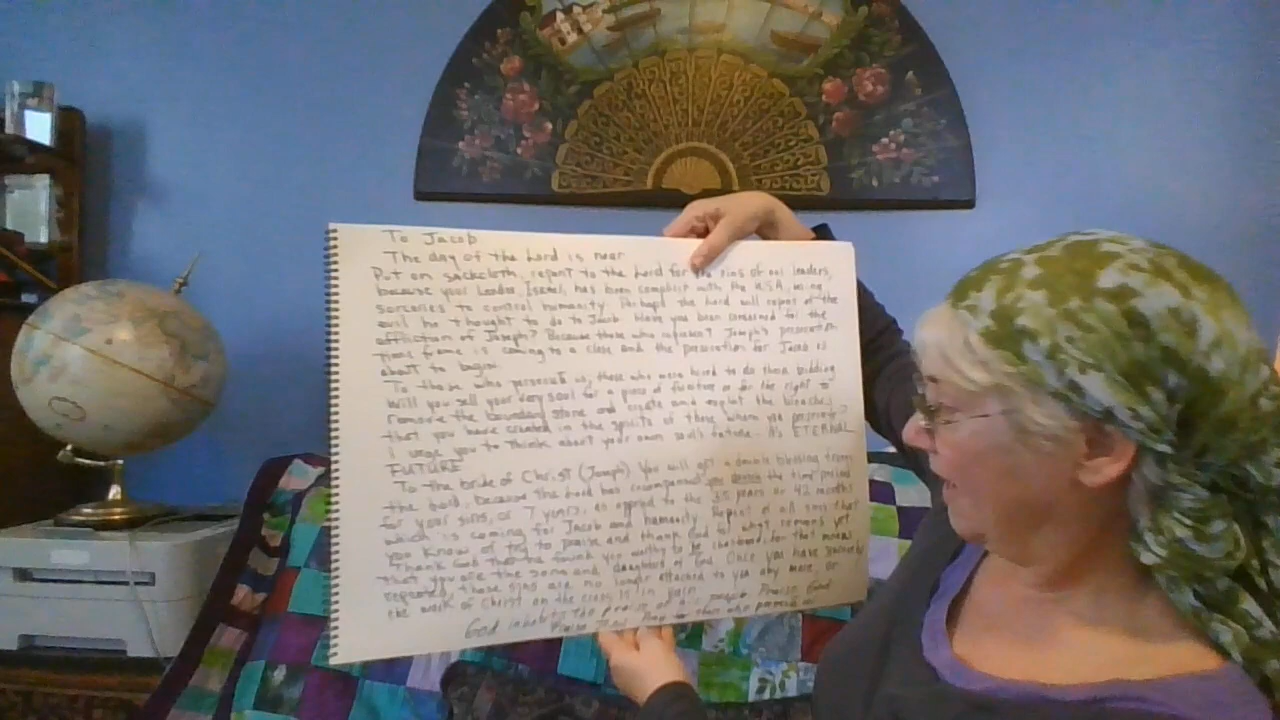 To Jacob
The day of the Lord is near
Put on sackcloth, repent to the Lord for the sins of our leaders,
because your Leader, Israel, has been complicit with the USA, using
sorceries to control humanity. Perhaps the Lord will repent of the
evil he thought to do to Jacob. Have you been concerned for the
affliction of Joseph? Because those who Joseph's persecution
time frame is coming to a close and the persecution for Jacob is
about to begin.
To those who persecute us, those who were hired to do their bidding
Will you sell your very soul for a piece of furniture or for the right to
remove the boundary stone and create and exploit the breaches
that you have created in the spirits of those whom you persecute?
I urge you to think about your own soul's future. It's ETERNAL
FUTURE
To the bride of Christ (Joseph) You will get a double blessing from
the Lord, because the Lord has the time period
for your sins, or 7 years, as opposed to the 3.5 years or 42 months
which is coming for Jacob and humanity. Repent of all sins that
you know of try to praise and thank God for what remains yet
Thank God that he found you worthy to be chastened, for that means
that you are the sons and daughters of God. Once you have sincerely
repented, those sins are no longer attached to you any more, or
the work of Christ on the cross is in vain.
God inhabits the praise of his people Praise God
Praise Him Pray for those who persecute